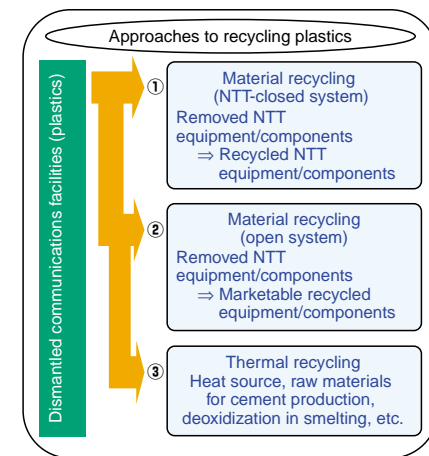 Approaches to recycling plastics
Dismantled communications facilities (plastics)
①
Material recycling
(NTT-closed system)
Removed NTT
equipment/components
⇒ Recycled NTT
equipment/components
②
Material recycling
(open system)
Removed NTT
equipment/components
⇒ Marketable recycled
equipment/components
③
Thermal recycling
Heat source, raw materials
for cement production,
deoxidization in smelting, etc.